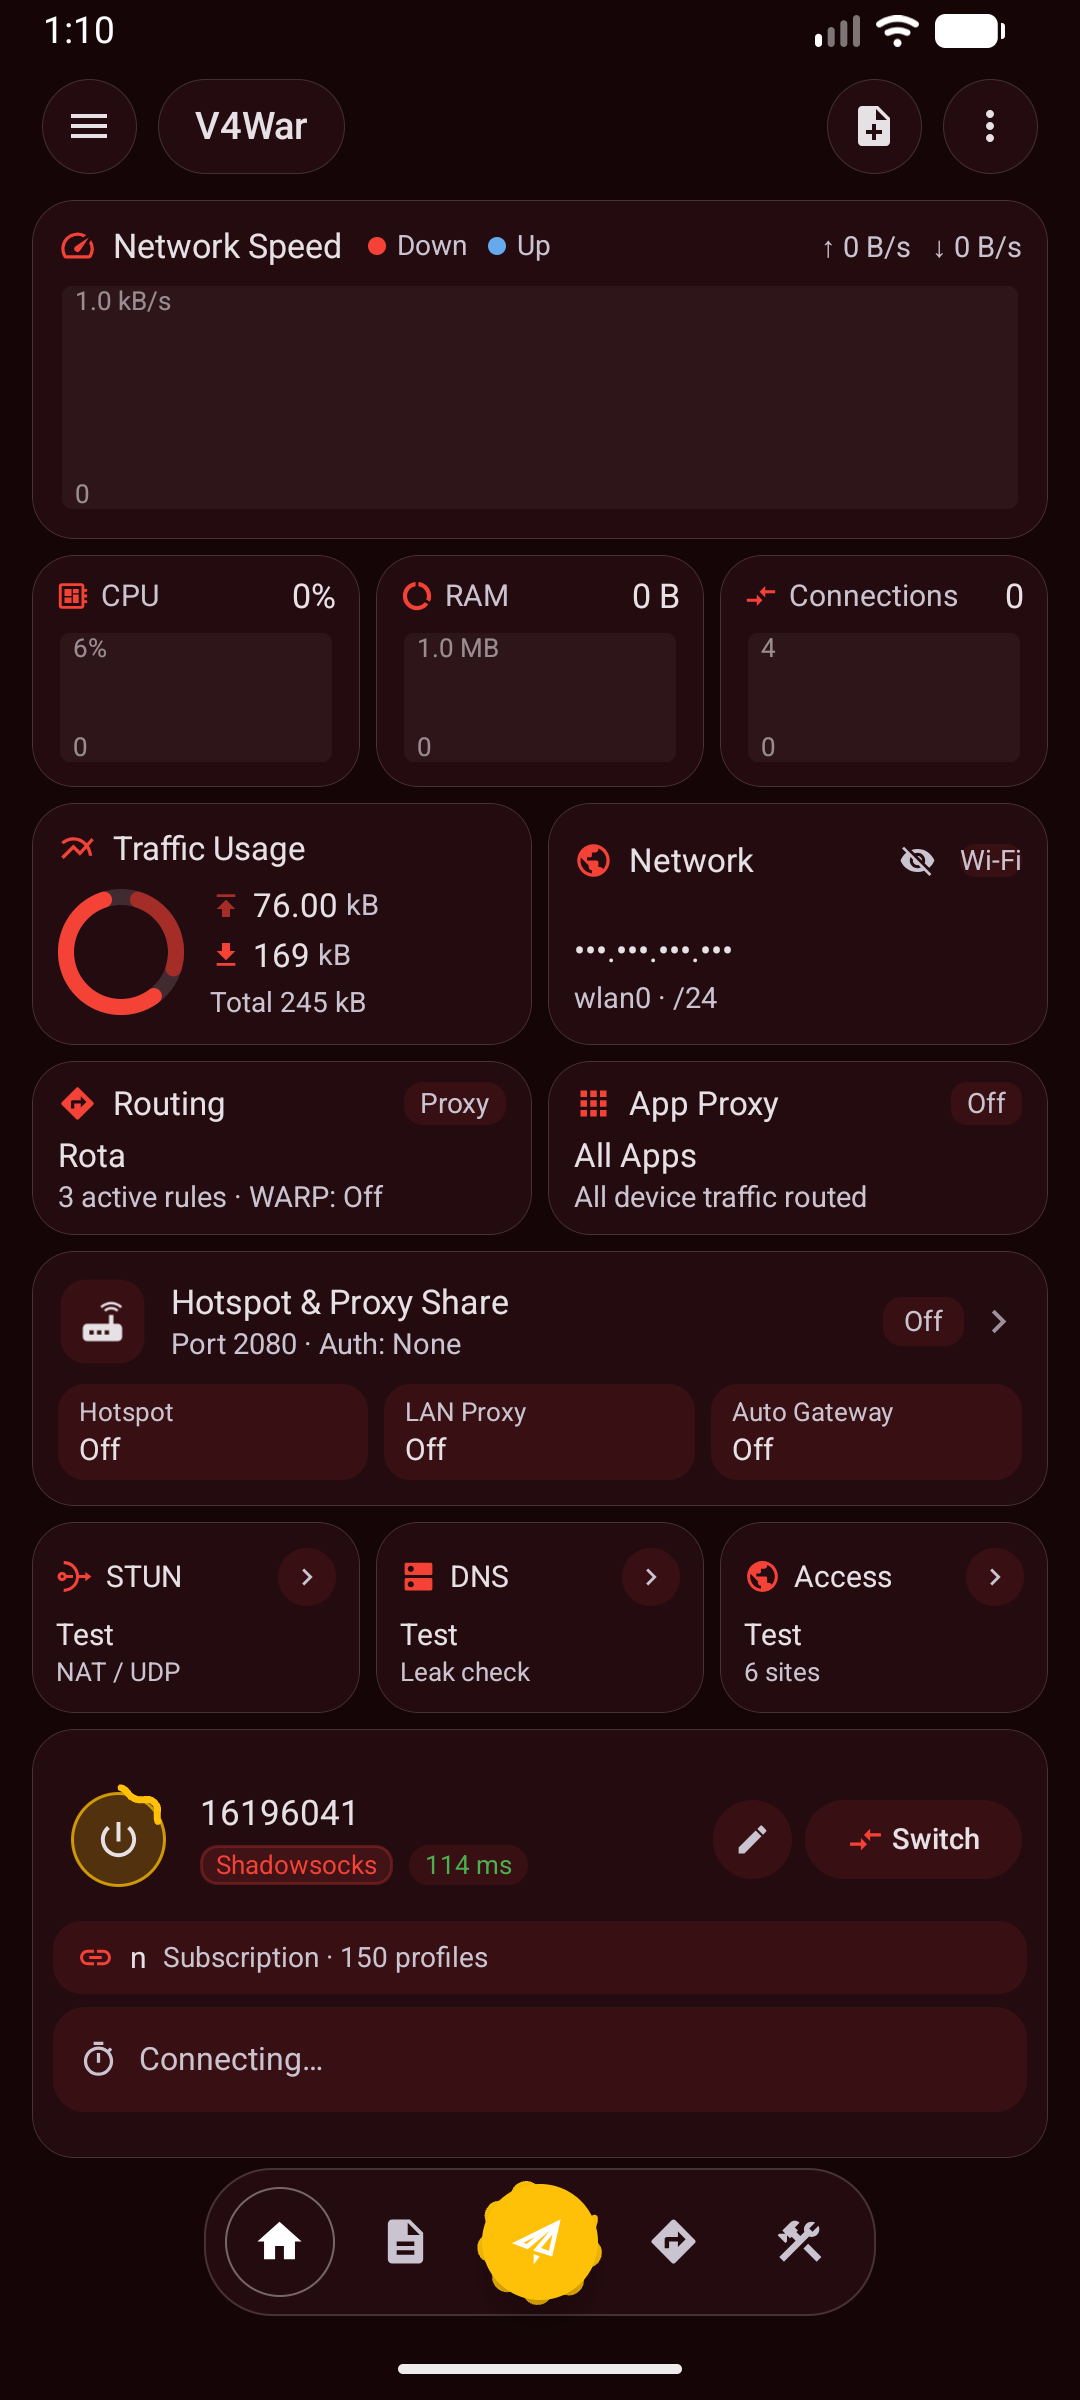 1:10
V4War
Network Speed Down Up ↑ 0 B/s ↓ 0 B/s
1.0 kB/s
0
CPU 0%
6%
0
RAM 0 B
1.0 MB
0
Connections 0
4
0
Traffic Usage
76.00 kB
169 kB
Total 245 kB
Network Wi-Fi
•••.•••.•••.•••
wlan0 · /24
Routing Proxy
Rota
3 active rules · WARP: Off
App Proxy Off
All Apps
All device traffic routed
Hotspot & Proxy Share
Port 2080 · Auth: None
Off
Hotspot
Off
LAN Proxy
Off
Auto Gateway
Off
STUN
Test
NAT / UDP
DNS
Test
Leak check
Access
Test
6 sites
16196041
Shadowsocks 114 ms
Switch
n Subscription · 150 profiles
Connecting…